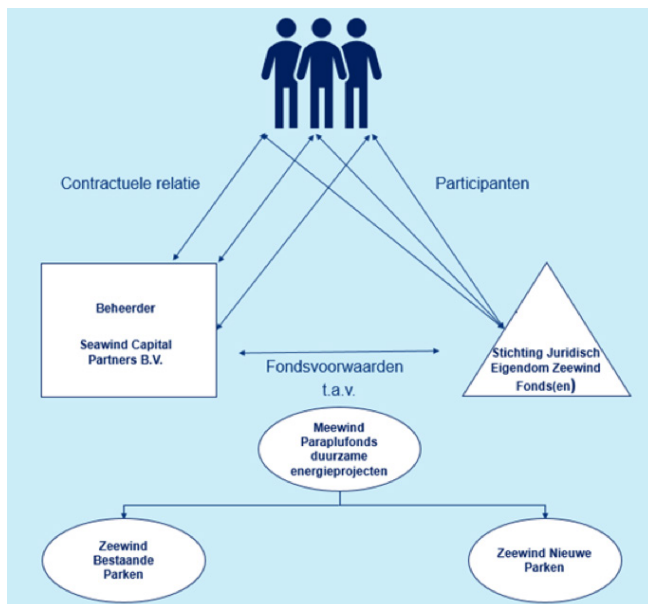 Contractuele relatie
Participanten
Beheerder
Seawind Capital
Partners B.V.
Stichting Juridisch
Eigendom Zeewind
Fonds(en)
Fondsvoorwaarden
t.a.v.
Meewind
Paraplufonds
duurzame
energieprojecten
Zeewind
Bestaande
Parken
Zeewind Nieuwe
Parken